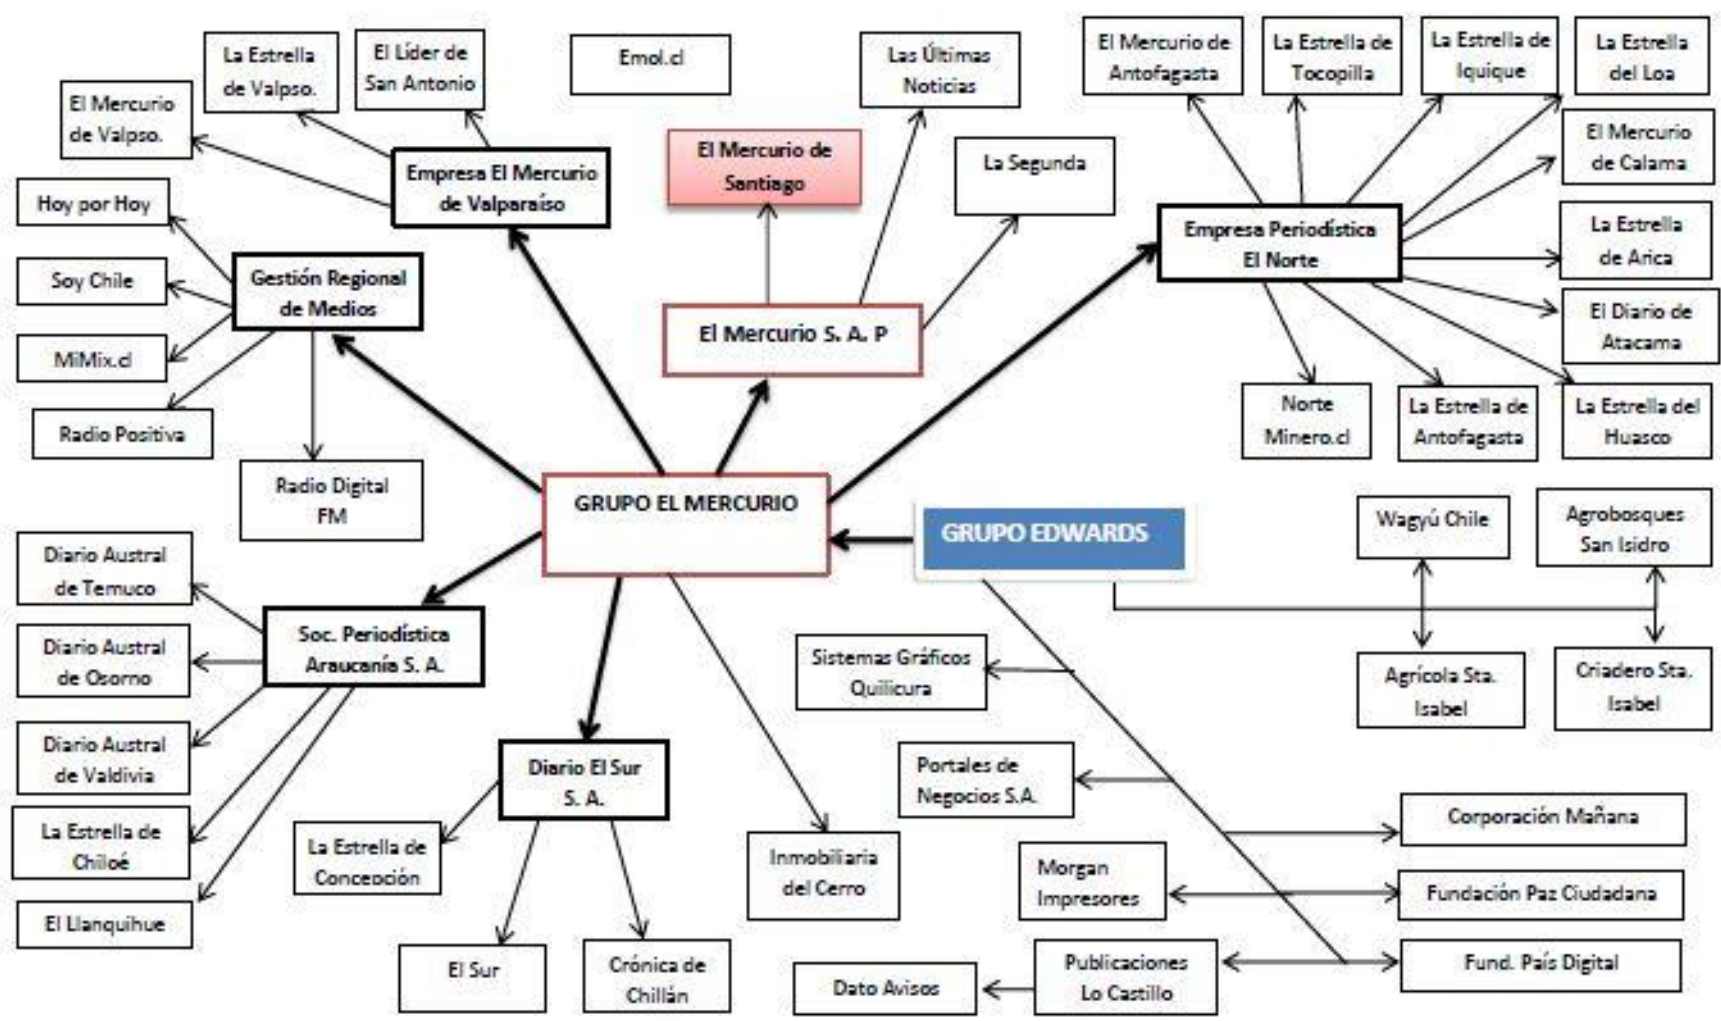 La Estrella
de Valpso.
El Líder de
San Antonio
Emol.cl
Las Últimas
Noticias
El Mercurio de
Antofagasta
La Estrella de
Tocopilla
La Estrella de
Iquique
La Estrella
del Loa
El Mercurio
de Valpso.
Empresa El Mercurio
de Valparaíso
El Mercurio de
Santiago
La Segunda
El Mercurio
de Calama
Hoy por Hoy
Empresa Periodística
El Norte
La Estrella
de Arica
Soy Chile
Gestión Regional
de Medios
El Mercurio S. A. P
El Diario de
Atacama
MiMix.cl
Radio Positiva
Norte
Minero.cl
La Estrella de
Antofagasta
La Estrella del
Huasco
Radio Digital
FM
GRUPO EL MERCURIO
GRUPO EDWARDS
Wagyú Chile
Agrobosques
San Isidro
Diario Austral
de Temuco
Soc. Periodística
Araucanía S. A.
Diario Austral
de Osorno
Sistemas Gráficos
Quilicura
Agrícola Sta.
Isabel
Criadero Sta.
Isabel
Diario Austral
de Valdivia
Diario El Sur
S. A.
Portales de
Negocios S.A.
La Estrella de
Chiloé
La Estrella de
Concepción
Inmobiliaria
del Cerro
Corporación Mañana
Morgan
Impresores
Fundación Paz Ciudadana
El Llanquihue
El Sur
Crónica de
Chillán
Dato Avisos
Publicaciones
Lo Castillo
Fund. País Digital